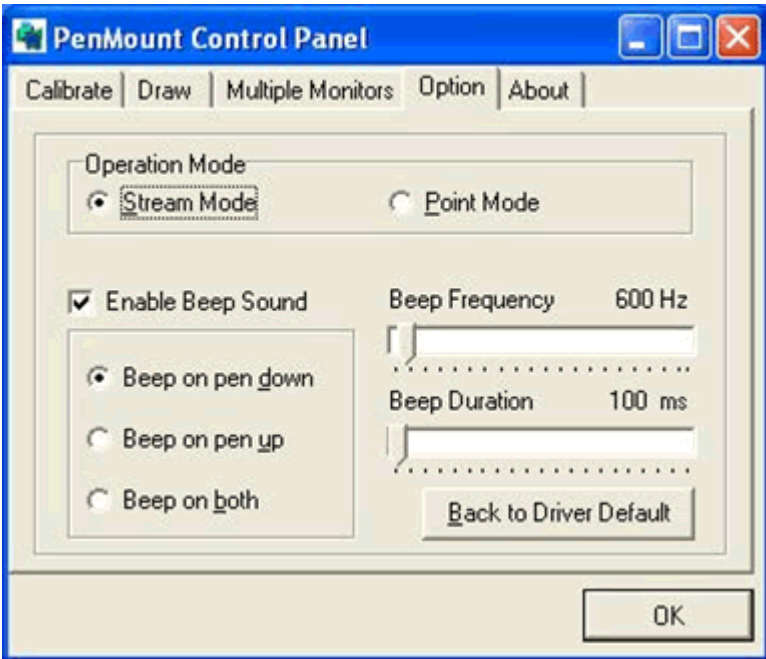 PenMount Control Panel
Calibrate Draw Multiple Monitors Option About
Operation Mode
Stream Mode Point Mode
Enable Beep Sound Beep Frequency 600 Hz
Beep on pen down
Beep Duration 100 ms
Beep on pen up
Beep on both Back to Driver Default
OK